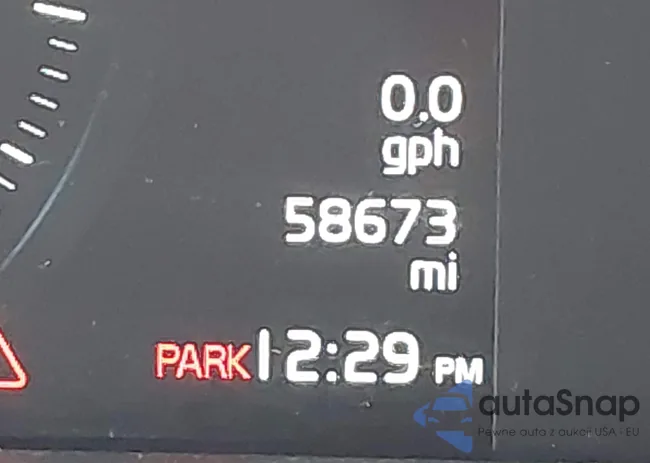 0.0
gph
58673
mi
PARK 12:29 PM
autaSnap
Pewne auta z aukcji USA - EU